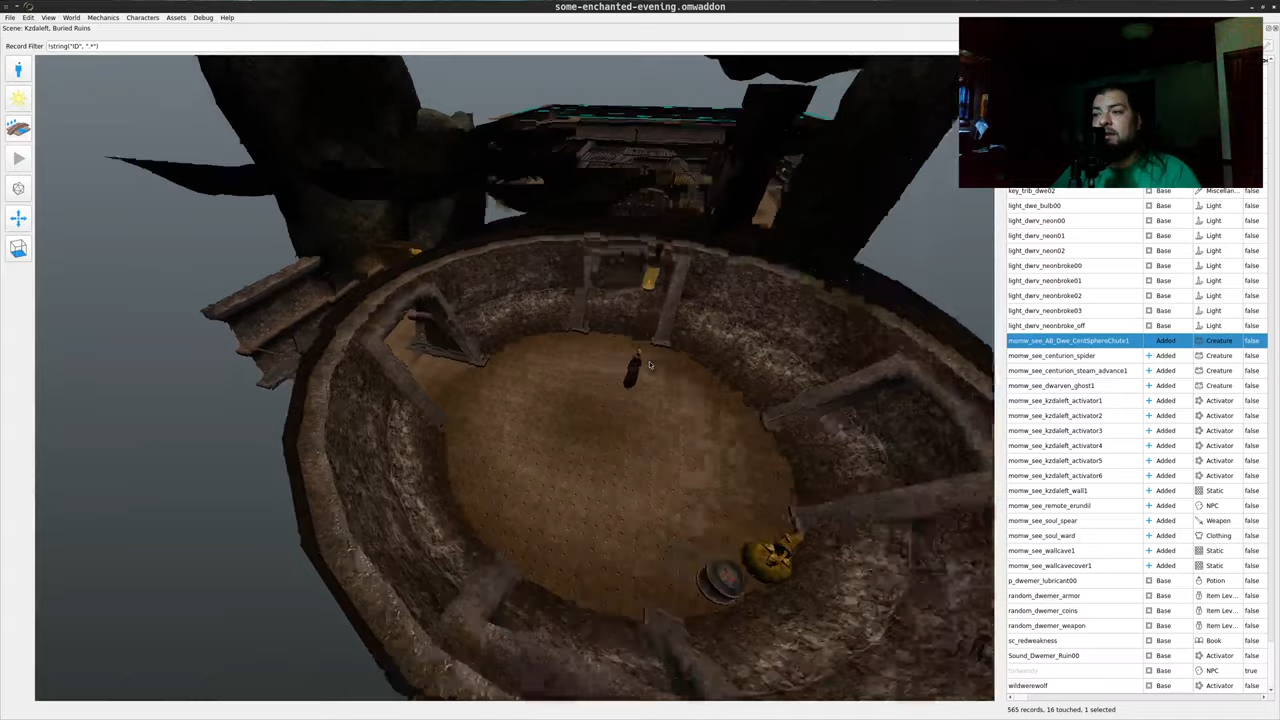 some-enchanted-evening.omwaddon
File Edit View World Mechanics Characters Assets Debug Help
Scene: Kzdaleft, Buried Ruins
Record Filter !string("ID", ".*")
key_trib_dwe02 Base Miscellan... false
light_dwe_bulb00 Base Light false
light_dwrv_neon00 Base Light false
light_dwrv_neon01 Base Light false
light_dwrv_neon02 Base Light false
light_dwrv_neonbroke00 Base Light false
light_dwrv_neonbroke01 Base Light false
light_dwrv_neonbroke02 Base Light false
light_dwrv_neonbroke03 Base Light false
light_dwrv_neonbroke_off Base Light false
momw_see_AB_Dwe_CentSphereChute1 Added Creature false
momw_see_centurion_spider Added Creature false
momw_see_centurion_steam_advance1 Added Creature false
momw_see_dwarven_ghost1 Added Creature false
momw_see_kzdaleft_activator1 Added Activator false
momw_see_kzdaleft_activator2 Added Activator false
momw_see_kzdaleft_activator3 Added Activator false
momw_see_kzdaleft_activator4 Added Activator false
momw_see_kzdaleft_activator5 Added Activator false
momw_see_kzdaleft_activator6 Added Activator false
momw_see_kzdaleft_wall1 Added Static false
momw_see_remote_erundil Added NPC false
momw_see_soul_spear Added Weapon false
momw_see_soul_ward Added Clothing false
momw_see_wallcave1 Added Static false
momw_see_wallcavecover1 Added Static false
p_dwemer_lubricant00 Base Potion false
random_dwemer_armor Base Item Lev... false
random_dwemer_coins Base Item Lev... false
random_dwemer_weapon Base Item Lev... false
sc_redweakness Base Book false
Sound_Dwemer_Ruin00 Base Activator false
Base NPC true
wildwerewolf Base Activator false
565 records, 16 touched, 1 selected